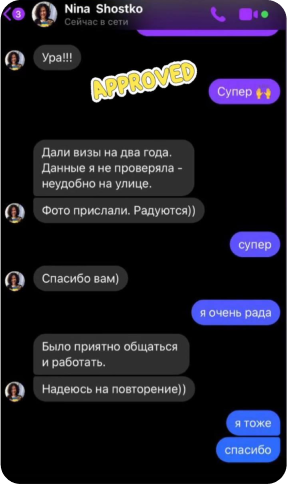 3
Nina Shostko
Сейчас в сети
Ура!!!
APPROVED
Супер 🙌
Дали визы на два года.
Данные я не проверяла -
неудобно на улице.
Фото прислали. Радуются))
супер
Спасибо вам)
я очень рада
Было приятно общаться
и работать.
Надеюсь на повторение))
я тоже
спасибо